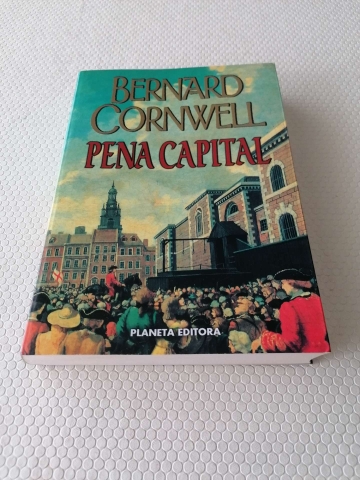 BERNARD
CORNWELL
PENA CAPITAL
PLANETA EDITORA